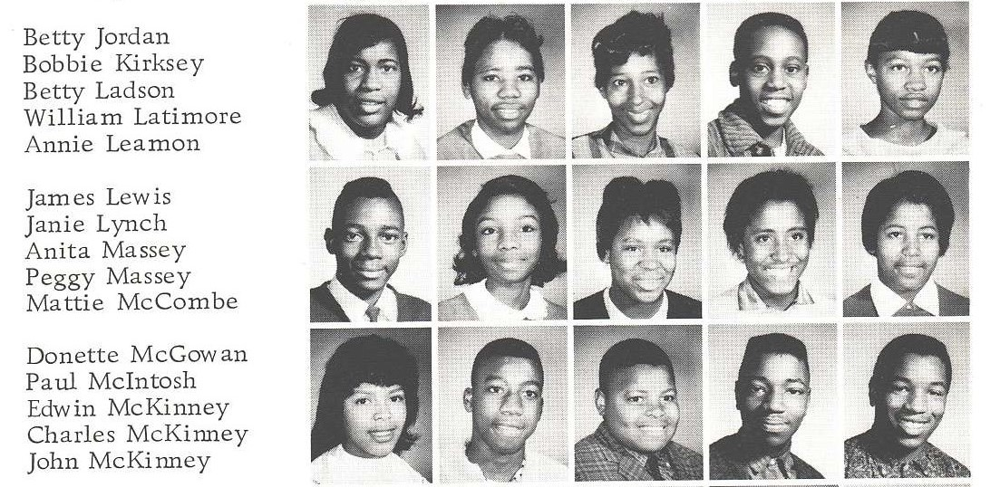 Betty Jordan
Bobbie Kirksey
Betty Ladson
William Latimore
Annie Leamon
James Lewis
Janie Lynch
Anita Massey
Peggy Massey
Mattie McCombe
Donette McGowan
Paul McIntosh
Edwin McKinney
Charles McKinney
John McKinney